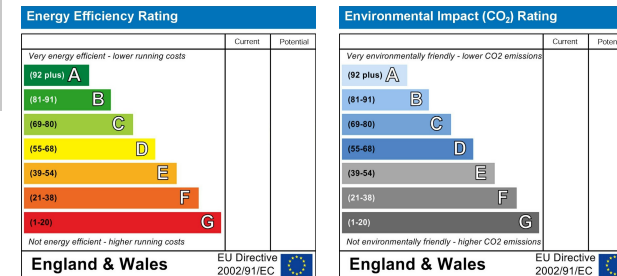 Energy Efficiency Rating
Current Potential
Very energy efficient - lower running costs
(92 plus) A
(81-91) B
(69-80) C
(55-68) D
(39-54) E
(21-38) F
(1-20) G
Not energy efficient - higher running costs
England & Wales
EU Directive
2002/91/EC
Environmental Impact (CO₂) Rating
Current Poten
Very environmentally friendly - lower CO2 emissions
(92 plus) A
(81-91) B
(69-80) C
(55-68) D
(39-54) E
(21-38) F
(1-20) G
Not environmentally friendly - higher CO2 emissions
England & Wales
EU Directive
2002/91/EC